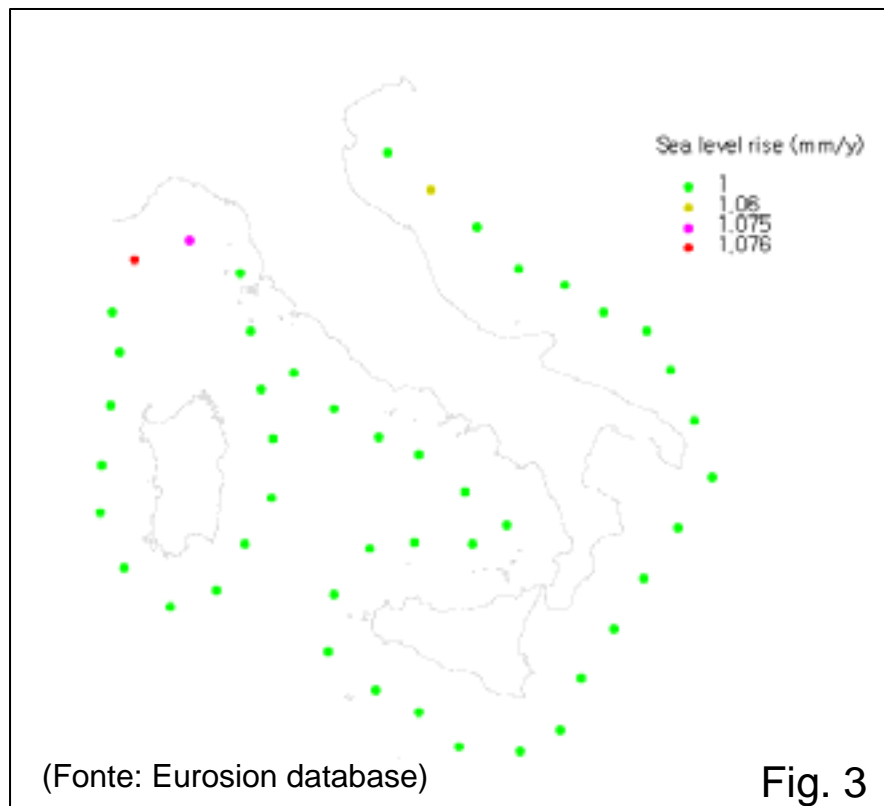 Sea level rise (mm/y)
1
1.06
1.075
1.076
(Fonte: Eurosion database)
Fig. 3